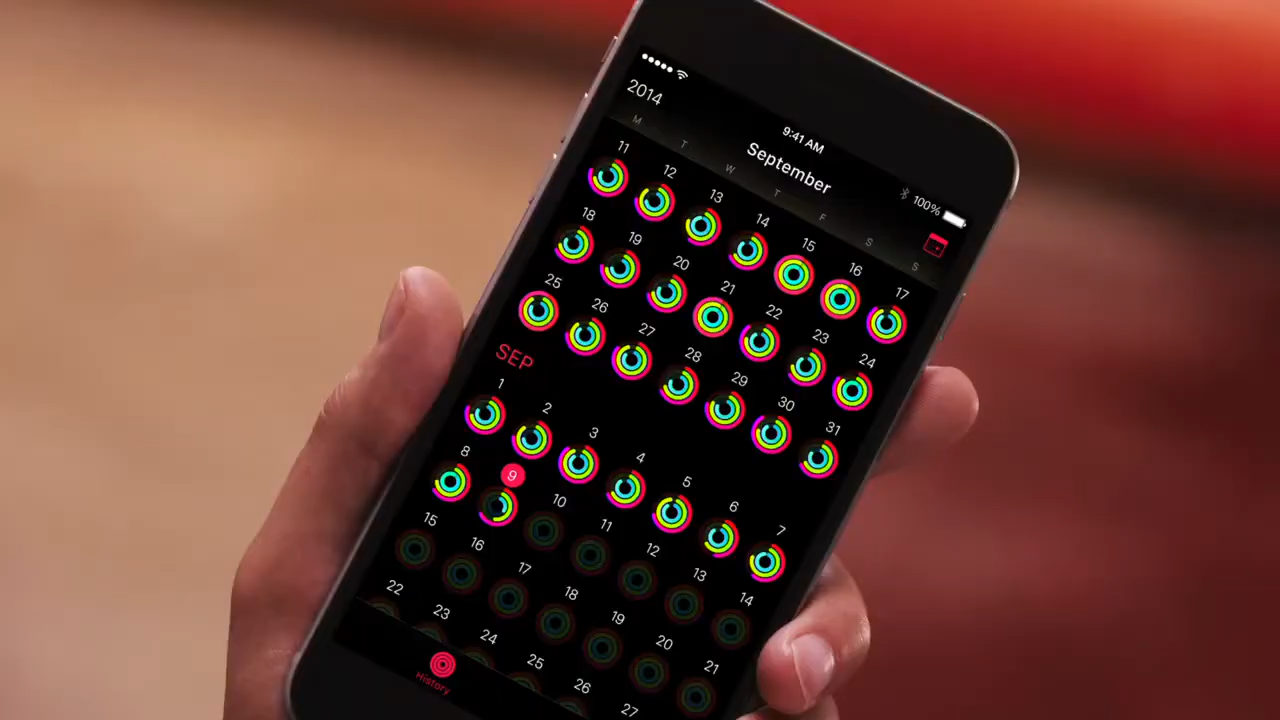 9:41 AM
100%
2014
September
M T W T F S S
11 12 13 14 15 16 17
18 19 20 21 22 23 24
25 26 27 28 29 30 31
SEP
1 2 3 4 5 6 7
8 9 10 11 12 13 14
15 16 17 18 19 20 21
22 23 24 25 26 27
History